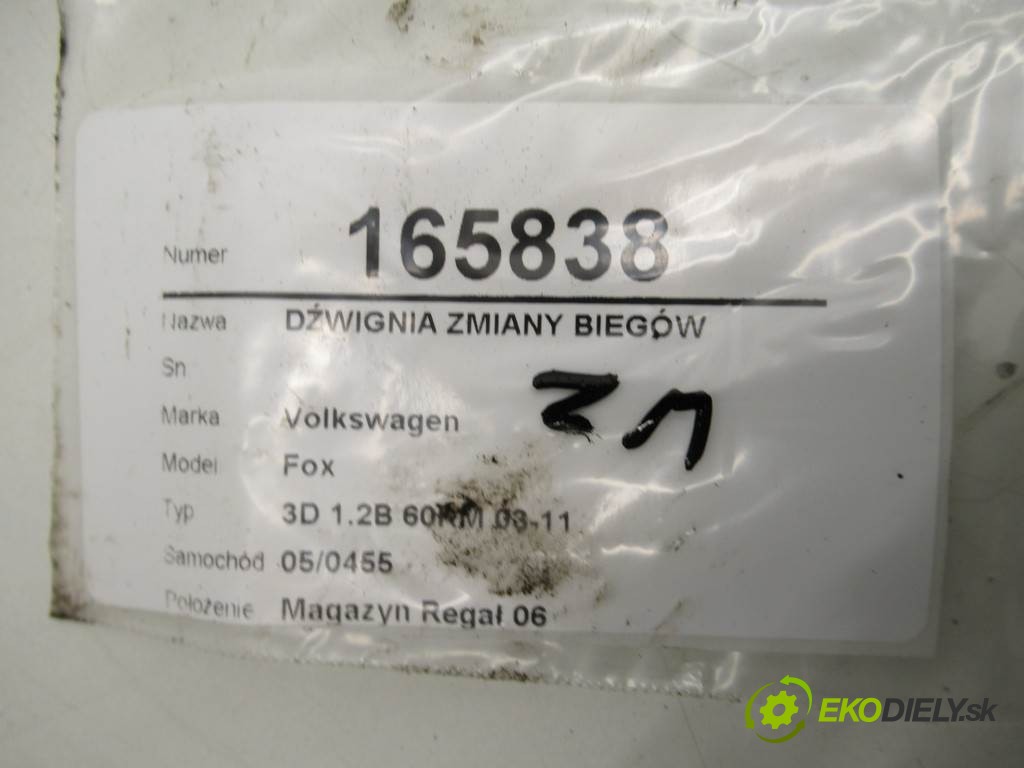 Numer 165838
Nazwa DŹWIGNIA ZMIANY BIEGÓW
Sn
Marka Volkswagen
Model Fox
Typ 3D 1.2B 60KM 03-11
Samochód 05/0455
Położenie Magazyn Regał 06
EKODIELY.sk